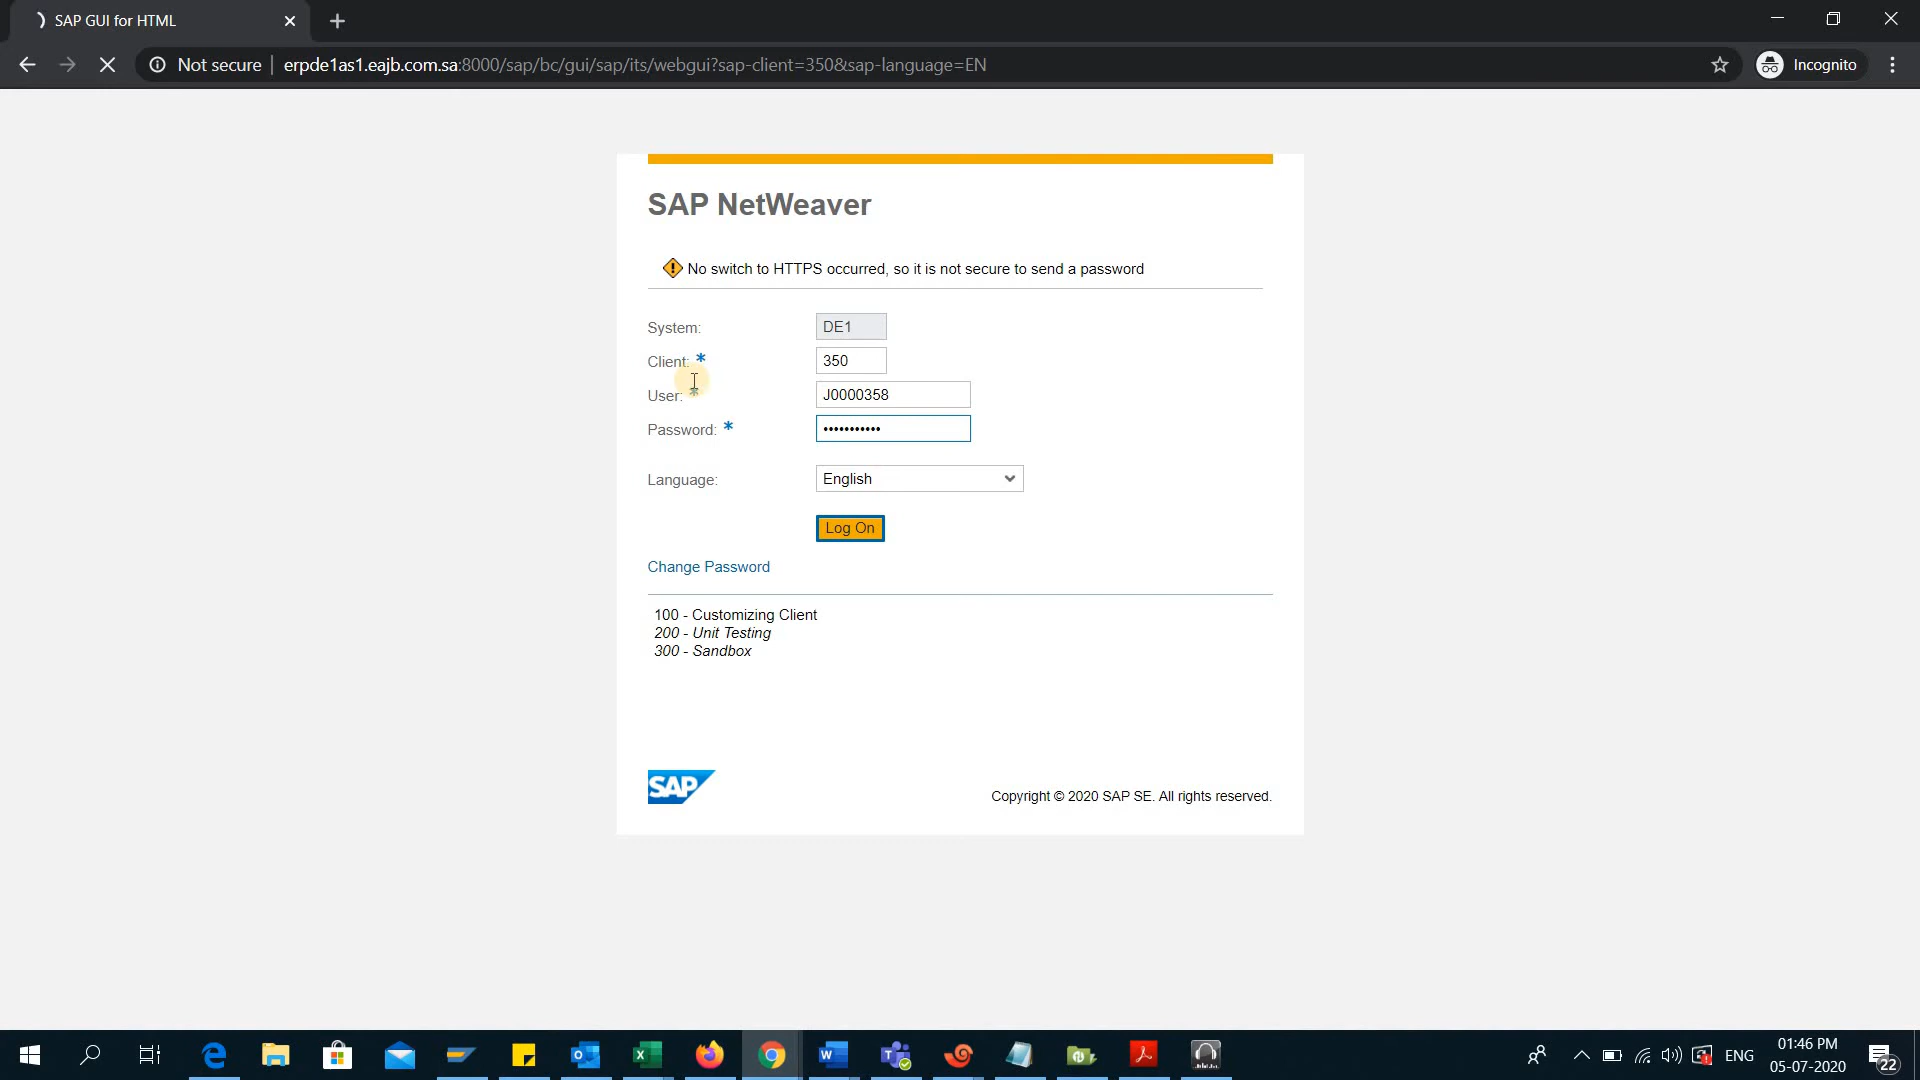 SAP GUI for HTML
Not secure
erpde1as1.eajb.com.sa:8000/sap/bc/gui/sap/its/webgui?sap-client=350&sap-language=EN
Incognito
SAP NetWeaver
No switch to HTTPS occurred, so it is not secure to send a password
System: DE1
Client: * 350
User: * J0000358
Password: * •••••••••••
Language: English
Log On
Change Password
100 - Customizing Client
200 - Unit Testing
300 - Sandbox
SAP
Copyright © 2020 SAP SE. All rights reserved.
ENG
01:46 PM
05-07-2020
22